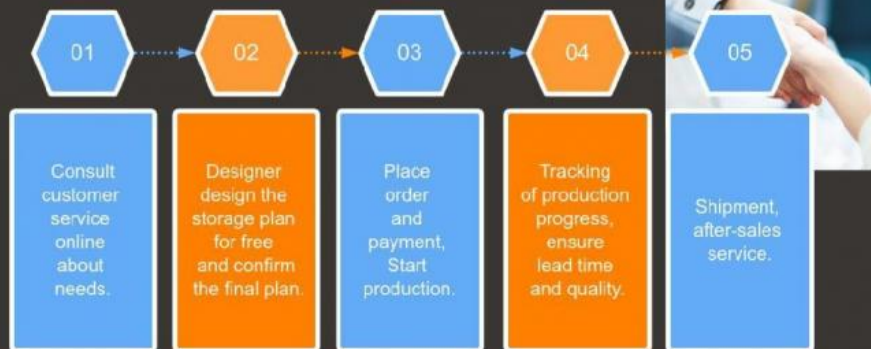 01
02
03
04
05
Consult
customer
service
online
about
needs.
Designer
design the
storage plan
for free
and confirm
the final plan.
Place
order
and
payment,
Start
production.
Tracking
of production
progress,
ensure
lead time
and quality.
Shipment,
after-sales
service.